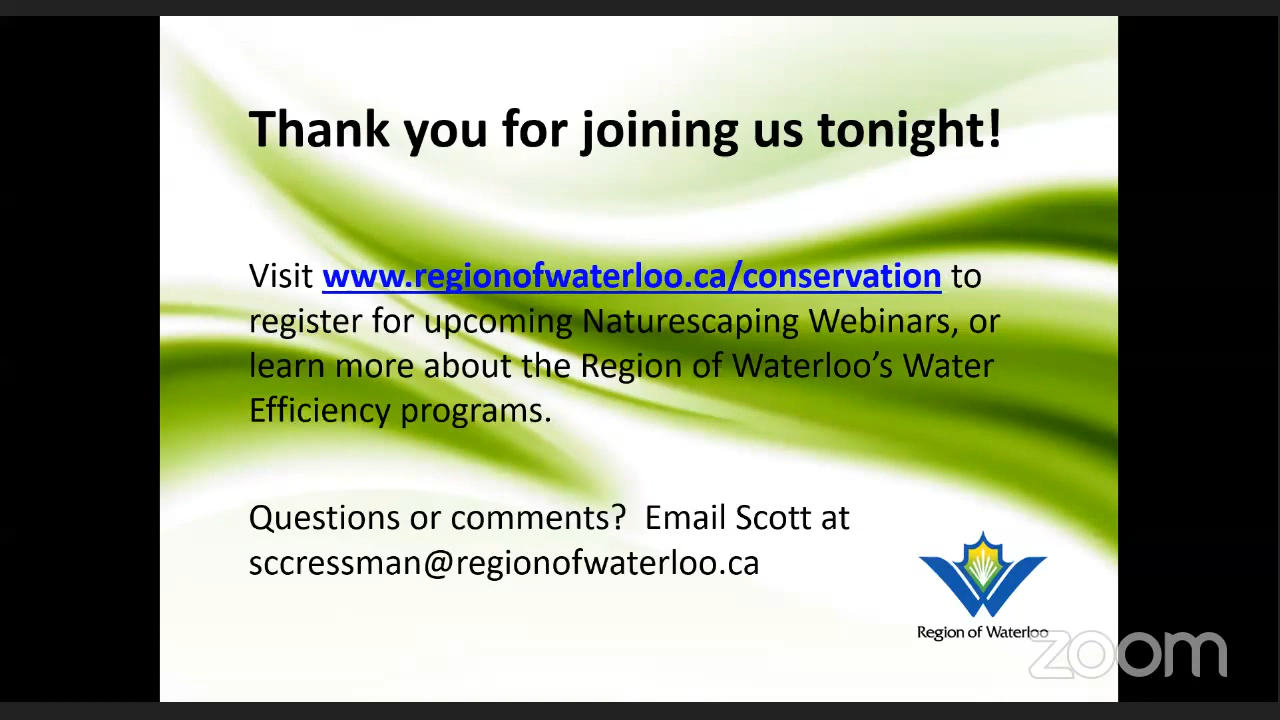 Thank you for joining us tonight!
Visit www.regionofwaterloo.ca/conservation to
register for upcoming Naturescaping Webinars, or
learn more about the Region of Waterloo’s Water
Efficiency programs.
Questions or comments?  Email Scott at
sccressman@regionofwaterloo.ca
Region of Waterloo
zoom